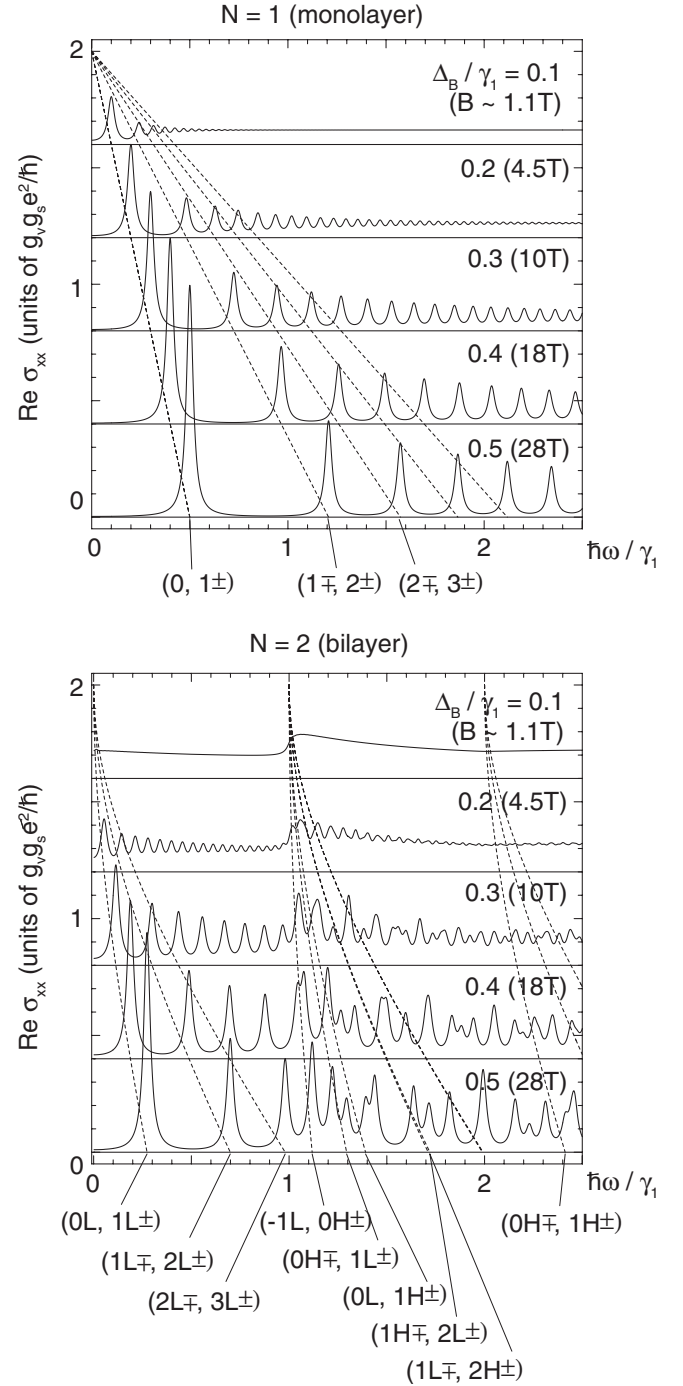 N = 1 (monolayer)
2
Δ_B / γ_1 = 0.1
(B ~ 1.1T)
0.2 (4.5T)
0.3 (10T)
1
0.4 (18T)
0.5 (28T)
0
Re σ_xx (units of g_v g_s e²/ħ)
0 1 2 ħω / γ_1
(0, 1±) (1∓, 2±) (2∓, 3±)
N = 2 (bilayer)
2
Δ_B / γ_1 = 0.1
(B ~ 1.1T)
0.2 (4.5T)
0.3 (10T)
1
0.4 (18T)
0.5 (28T)
0
Re σ_xx (units of g_v g_s e²/ħ)
0 1 2 ħω / γ_1
(0L, 1L±) (-1L, 0H±) (0H∓, 1H±)
(1L∓, 2L±) (0H∓, 1L±)
(2L∓, 3L±) (0L, 1H±)
(1H∓, 2L±)
(1L∓, 2H±)